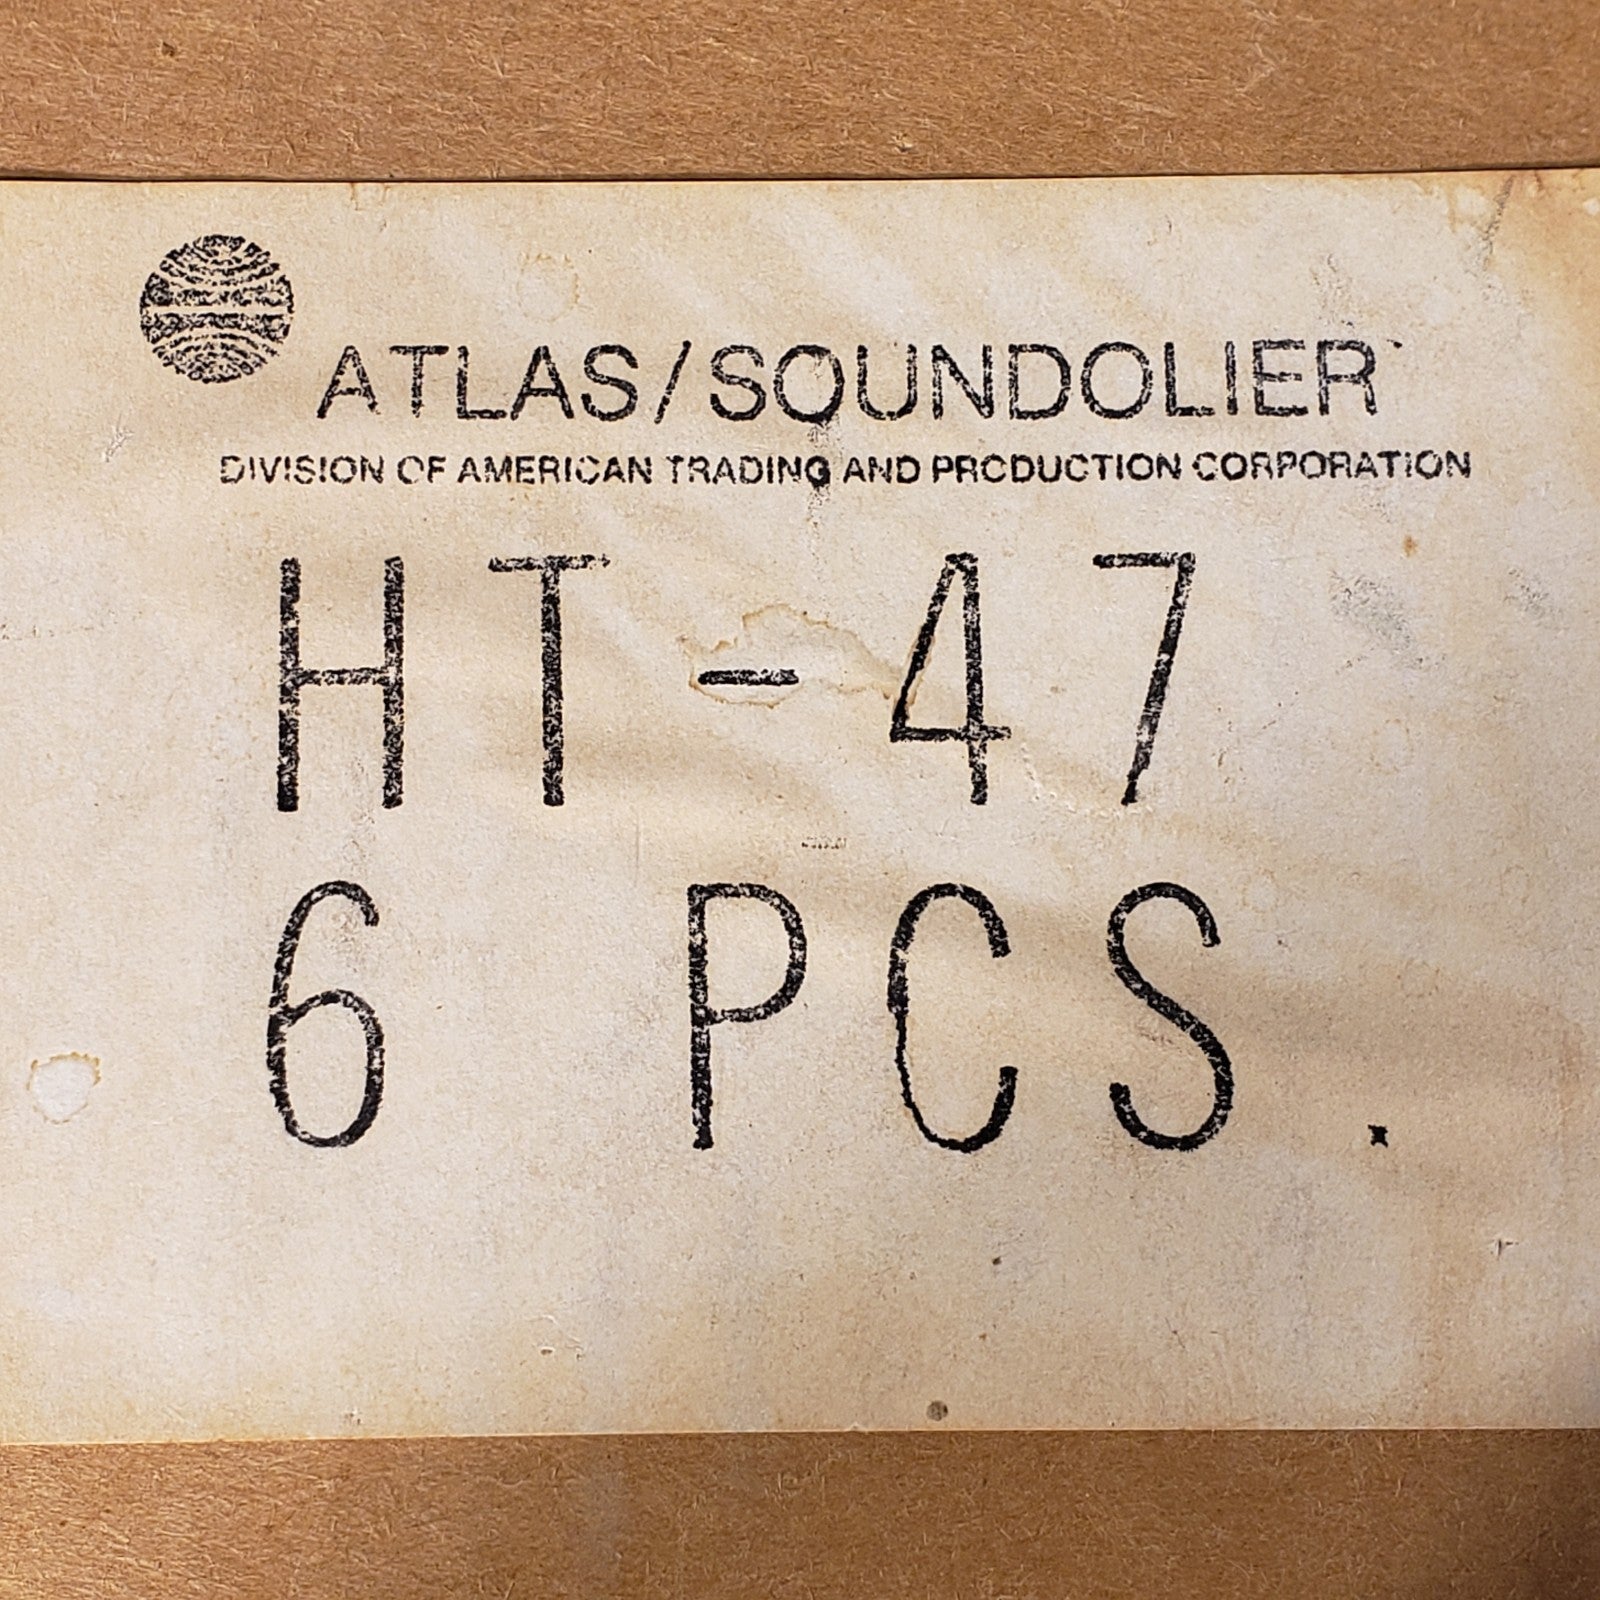 ATLAS/SOUNDOLIER
DIVISION OF AMERICAN TRADING AND PRODUCTION CORPORATION
HT-47
6 PCS.